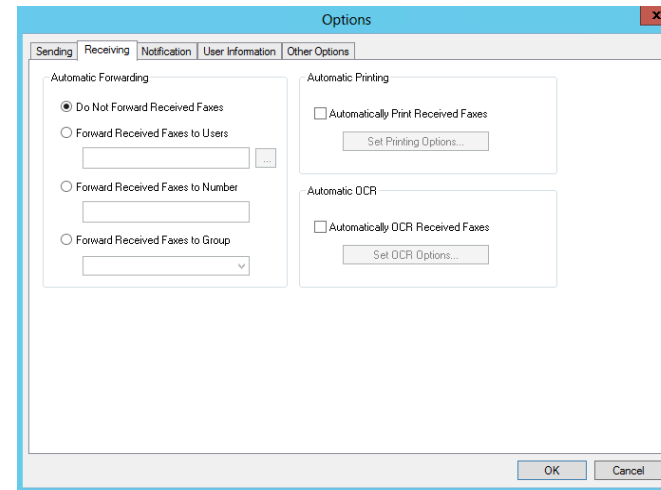 Options
x
Sending Receiving Notification User Information Other Options
Automatic Forwarding
Do Not Forward Received Faxes
Forward Received Faxes to Users
...
Forward Received Faxes to Number
Forward Received Faxes to Group
Automatic Printing
Automatically Print Received Faxes
Set Printing Options...
Automatic OCR
Automatically OCR Received Faxes
Set OCR Options...
OK Cancel